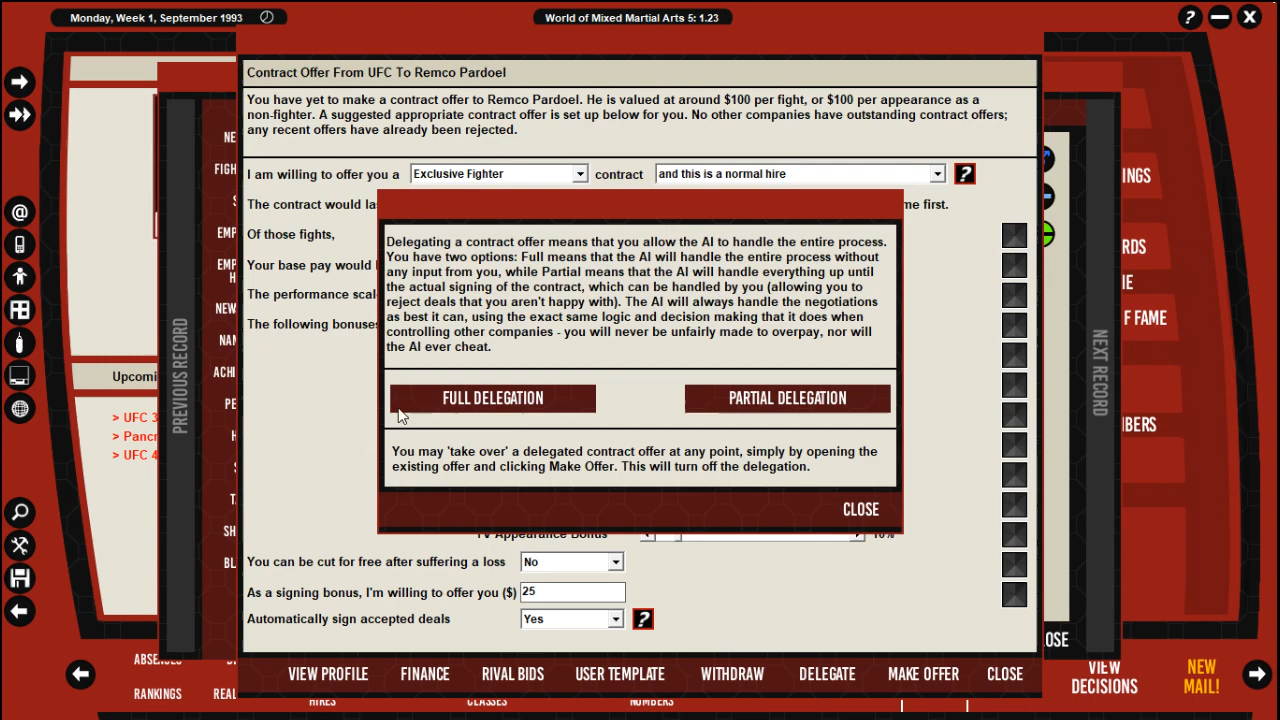 Monday, Week 1, September 1993
World of Mixed Martial Arts 5: 1.23
?
Contract Offer From UFC To Remco Pardoel
You have yet to make a contract offer to Remco Pardoel. He is valued at around $100 per fight, or $100 per appearance as a
non-fighter. A suggested appropriate contract offer is set up below for you. No other companies have outstanding contract offers;
any recent offers have already been rejected.
I am willing to offer you a Exclusive Fighter contract and this is a normal hire ?
The contract would la
me first.
Of those fights,
Your base pay would
The performance scal
The following bonuses
Delegating a contract offer means that you allow the AI to handle the entire process.
You have two options: Full means that the AI will handle the entire process without
any input from you, while Partial means that the AI will handle everything up until
the actual signing of the contract, which can be handled by you (allowing you to
reject deals that you aren't happy with). The AI will always handle the negotiations
as best it can, using the exact same logic and decision making that it does when
controlling other companies - you will never be unfairly made to overpay, nor will
the AI ever cheat.
FULL DELEGATION
PARTIAL DELEGATION
You may 'take over' a delegated contract offer at any point, simply by opening the
existing offer and clicking Make Offer. This will turn off the delegation.
CLOSE
TV Appearance Bonus 10%
You can be cut for free after suffering a loss No
As a signing bonus, I'm willing to offer you ($) 25
Automatically sign accepted deals Yes ?
VIEW PROFILE
FINANCE
RIVAL BIDS
USER TEMPLATE
WITHDRAW
DELEGATE
MAKE OFFER
CLOSE
PREVIOUS RECORD
NEXT RECORD
NE
FIGH
S
EMP
EMP
H
NEW
NAM
ACHI
PE
H
S
T
SH
BL
Upcomi
> UFC 3
> Pancr
> UFC 4
@
INGS
RDS
IE
F FAME
IBERS
OSE
ABSENCES
RANKINGS
REAL
HIRES
CLASSES
NUMBERS
VIEW
DECISIONS
NEW
MAIL!